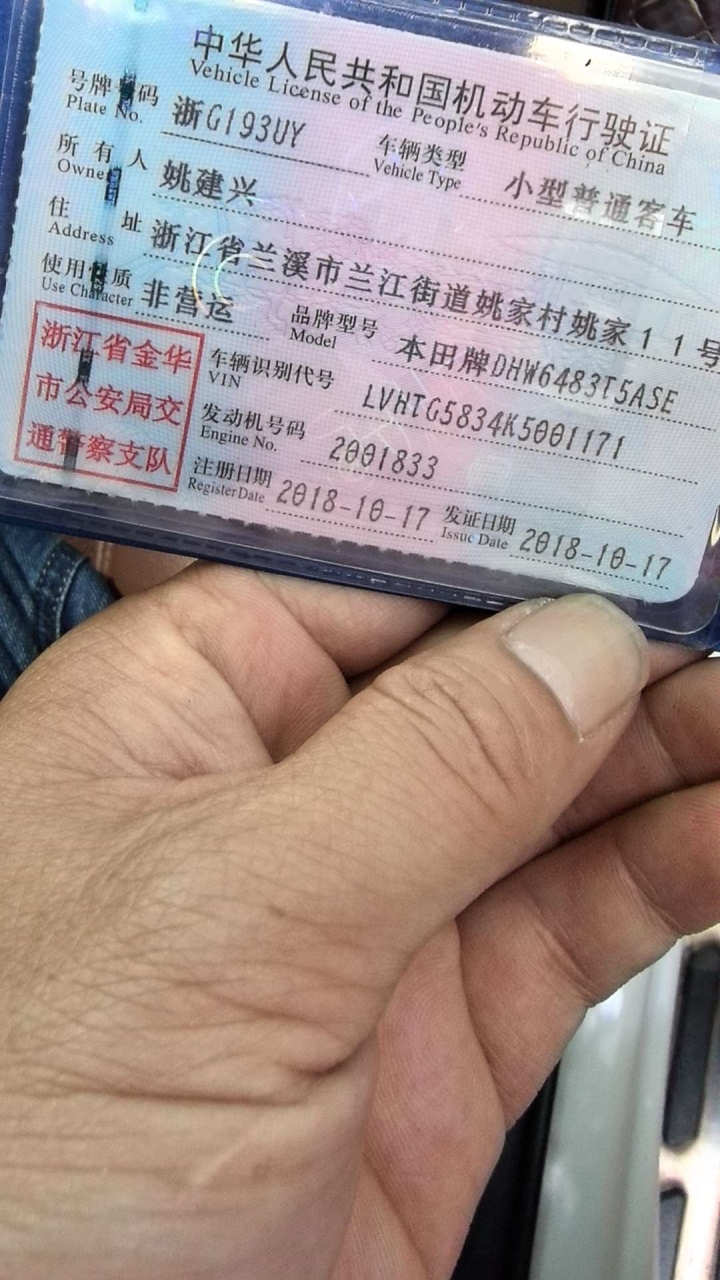 中华人民共和国机动车行驶证
Vehicle License of the People's Republic of China
号牌号码 浙G193UY 车辆类型 小型普通客车
Plate No. Vehicle Type
所有人 姚建兴
Owner
住址 浙江省兰溪市兰江街道姚家村姚家11号
Address
使用性质 非营运 品牌型号 本田牌DHW6483T5ASE
Use Character Model
浙江省金华
市公安局交
通警察支队
车辆识别代号 LVHTG5834K5001171
VIN
发动机号码 2001833
Engine No.
注册日期 2018-10-17 发证日期 2018-10-17
Register Date Issue Date